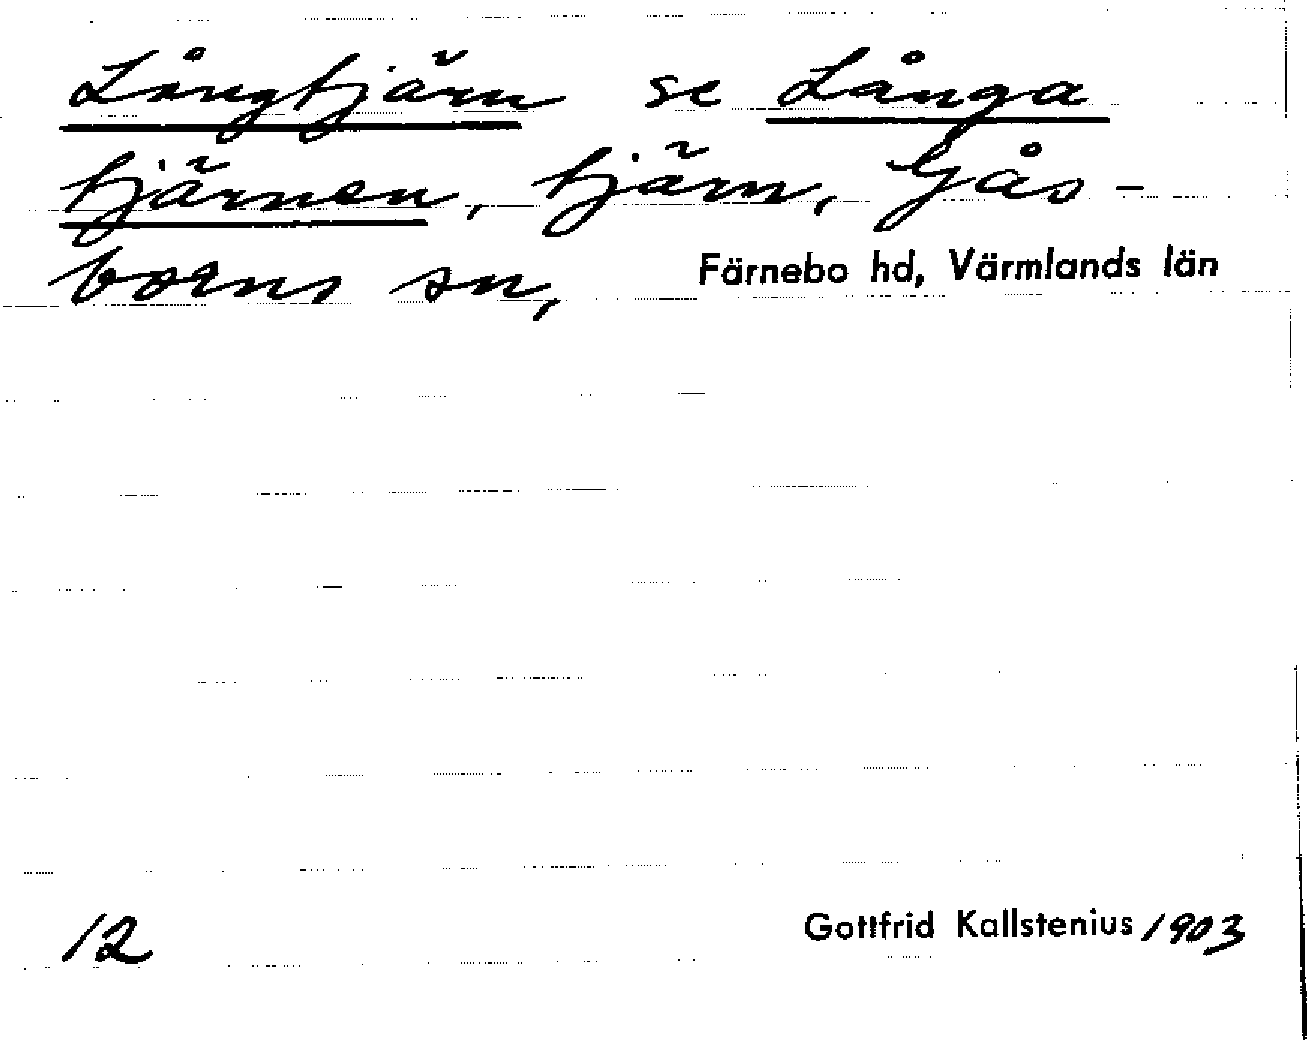 Långtjärn se Långa
tjärnen, tjärn, Gås-
borns sn, Färnebo hd, Värmlands län
12 Gottfrid Kallstenius 1903